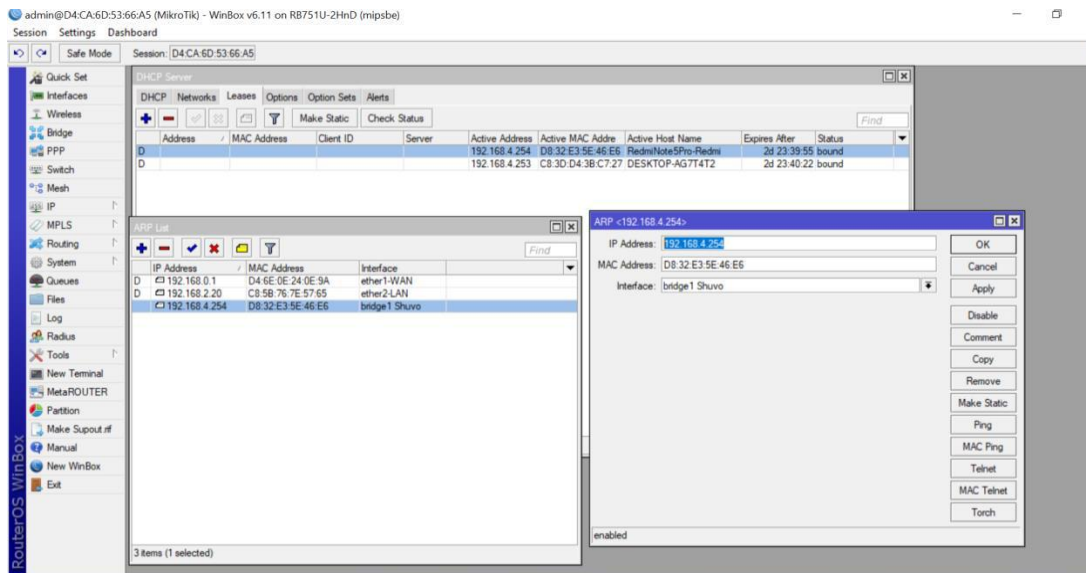 admin@D4:CA:6D:53:66:A5 (MikroTik) - WinBox v6.11 on RB751U-2HnD (mipsbe)
Session Settings Dashboard
Safe Mode Session: D4:CA:6D:53:66:A5
Quick Set
Interfaces
Wireless
Bridge
PPP
Switch
Mesh
IP
MPLS
Routing
System
Queues
Files
Log
Radius
Tools
New Terminal
MetaROUTER
Partition
Make Supout.rif
Manual
New WinBox
Exit
RouterOS WinBox
DHCP Server
DHCP Networks Leases Options Option Sets Alerts
Make Static Check Status Find
Address MAC Address Client ID Server Active Address Active MAC Addre Active Host Name Expires After Status
D 192.168.4.254 D8:32:E3:5E:46:E6 RedmiNote5Pro-Redmi 2d 23:39:55 bound
D 192.168.4.253 C8:3D:D4:3B:C7:27 DESKTOP-AG7T4T2 2d 23:40:22 bound
ARP List
Find
IP Address MAC Address Interface
D 192.168.0.1 D4:6E:0E:24:0E:9A ether1-WAN
D 192.168.2.20 C8:5B:76:7E:57:65 ether2-LAN
192.168.4.254 D8:32:E3:5E:46:E6 bridge1 Shuvo
3 items (1 selected)
ARP <192.168.4.254>
IP Address: 192.168.4.254
MAC Address: D8:32:E3:5E:46:E6
Interface: bridge1 Shuvo
OK
Cancel
Apply
Disable
Comment
Copy
Remove
Make Static
Ping
MAC Ping
Telnet
MAC Telnet
Torch
enabled